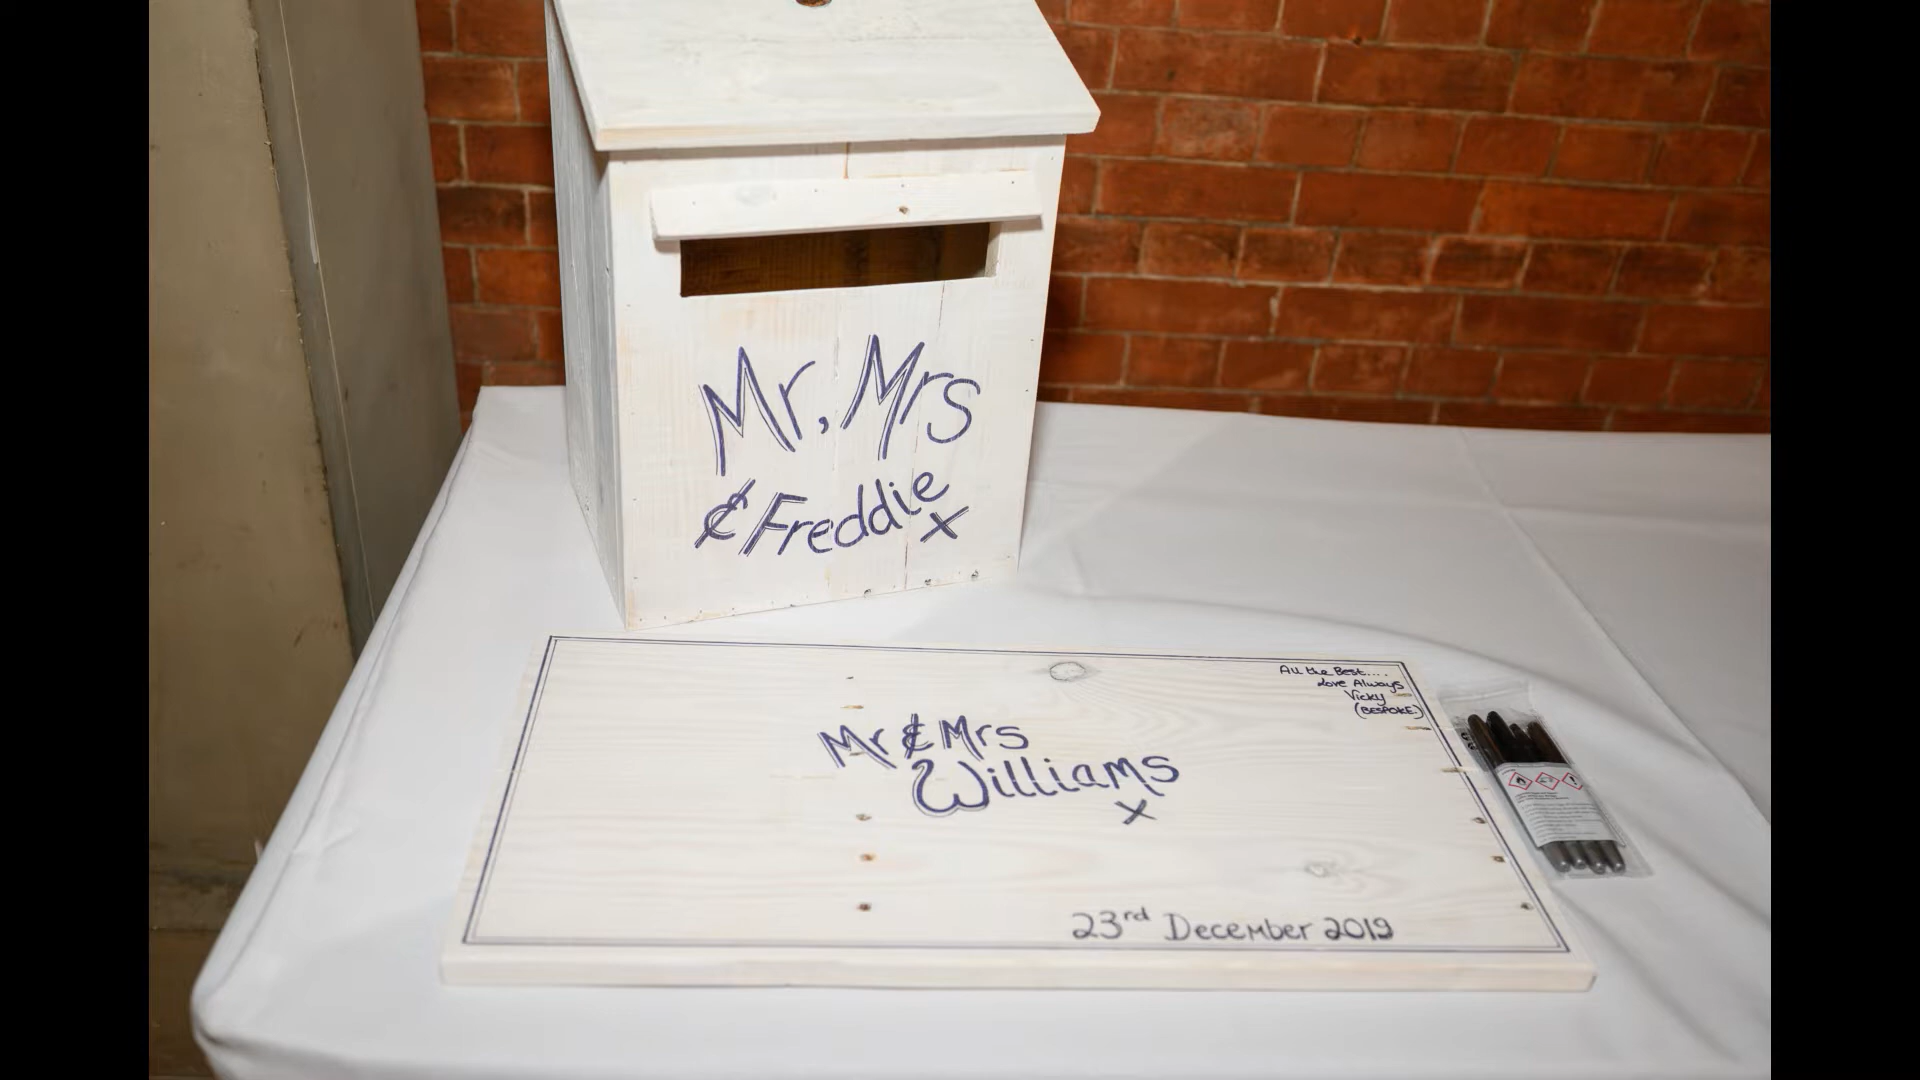 Mr, Mrs
& Freddie
x
All the Best....
Love Always
Vicky
(BESPOKE)
Mr & Mrs
Williams
x
23rd December 2019